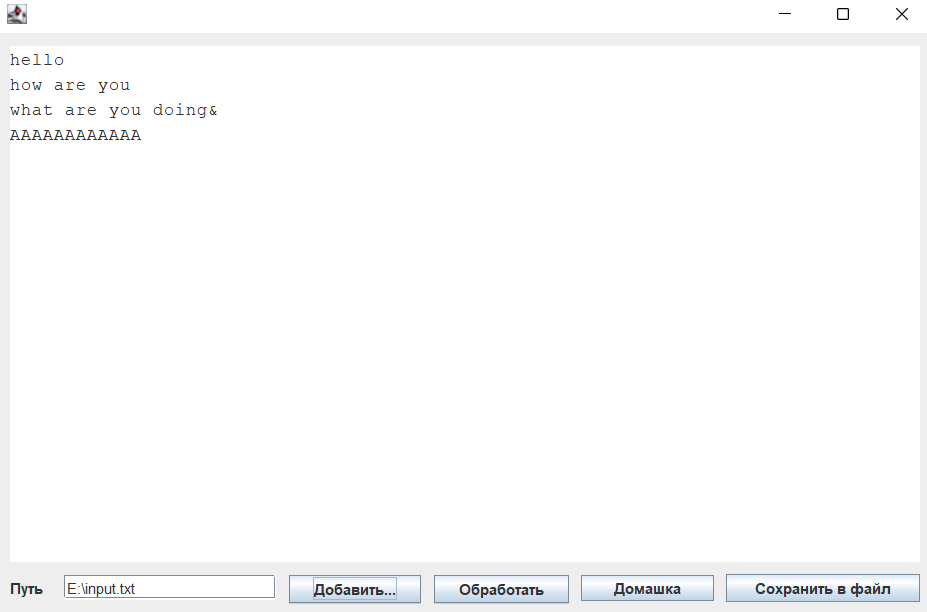 hello
how are you
what are you doing&
AAAAAAAAAAAA
Путь E:\input.txt Добавить... Обработать Домашка Сохранить в файл